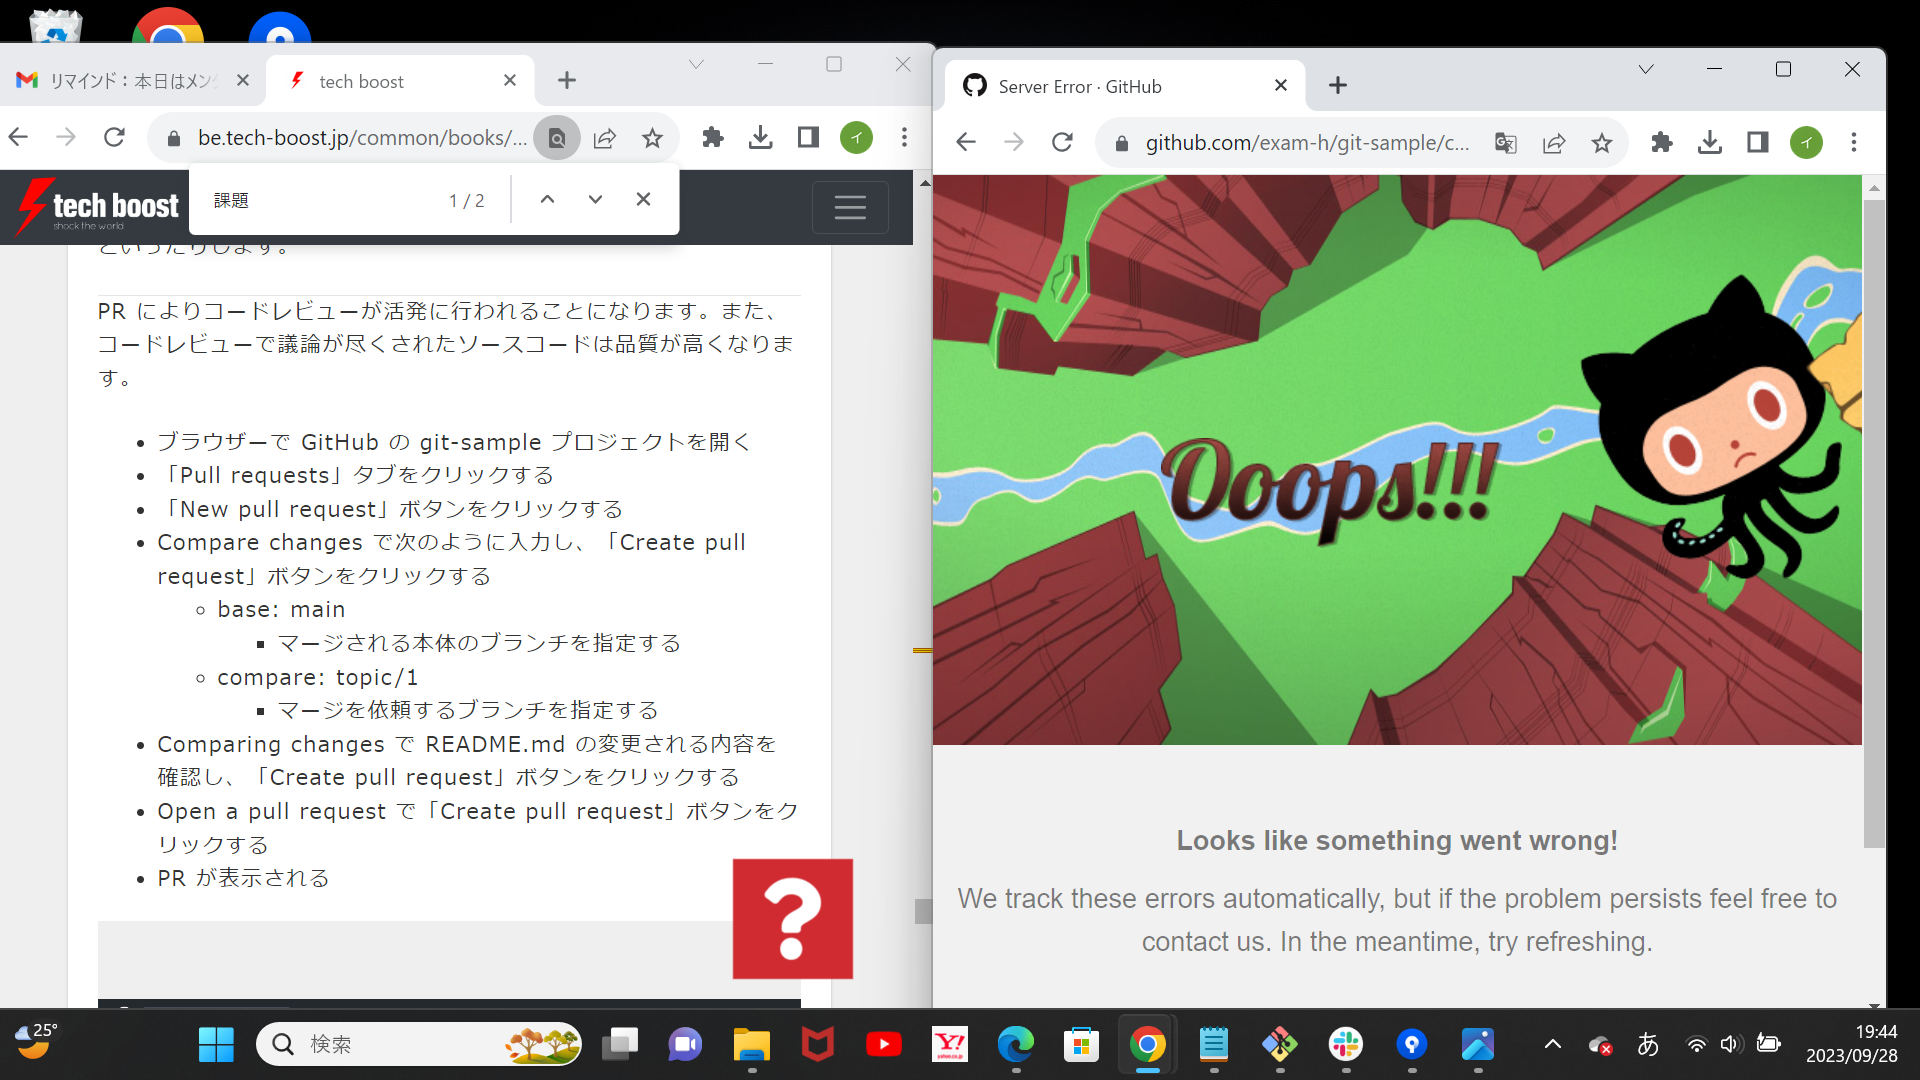 リマインド：本日はメン
tech boost
be.tech-boost.jp/common/books/...
イ
課題
1 / 2
tech boost
shock the world
といったりします。
PR によりコードレビューが活発に行われることになります。また、
コードレビューで議論が尽くされたソースコードは品質が高くなりま
す。
ブラウザーで GitHub の git-sample プロジェクトを開く
「Pull requests」タブをクリックする
「New pull request」ボタンをクリックする
Compare changes で次のように入力し、「Create pull
request」ボタンをクリックする
base: main
マージされる本体のブランチを指定する
compare: topic/1
マージを依頼するブランチを指定する
Comparing changes で README.md の変更される内容を
確認し、「Create pull request」ボタンをクリックする
Open a pull request で「Create pull request」ボタンをク
リックする
PR が表示される
?
Server Error · GitHub
github.com/exam-h/git-sample/c...
イ
Ooops!!!
Looks like something went wrong!
We track these errors automatically, but if the problem persists feel free to
contact us. In the meantime, try refreshing.
25°
検索
Y!
yahoo.co.jp
あ
19:44
2023/09/28